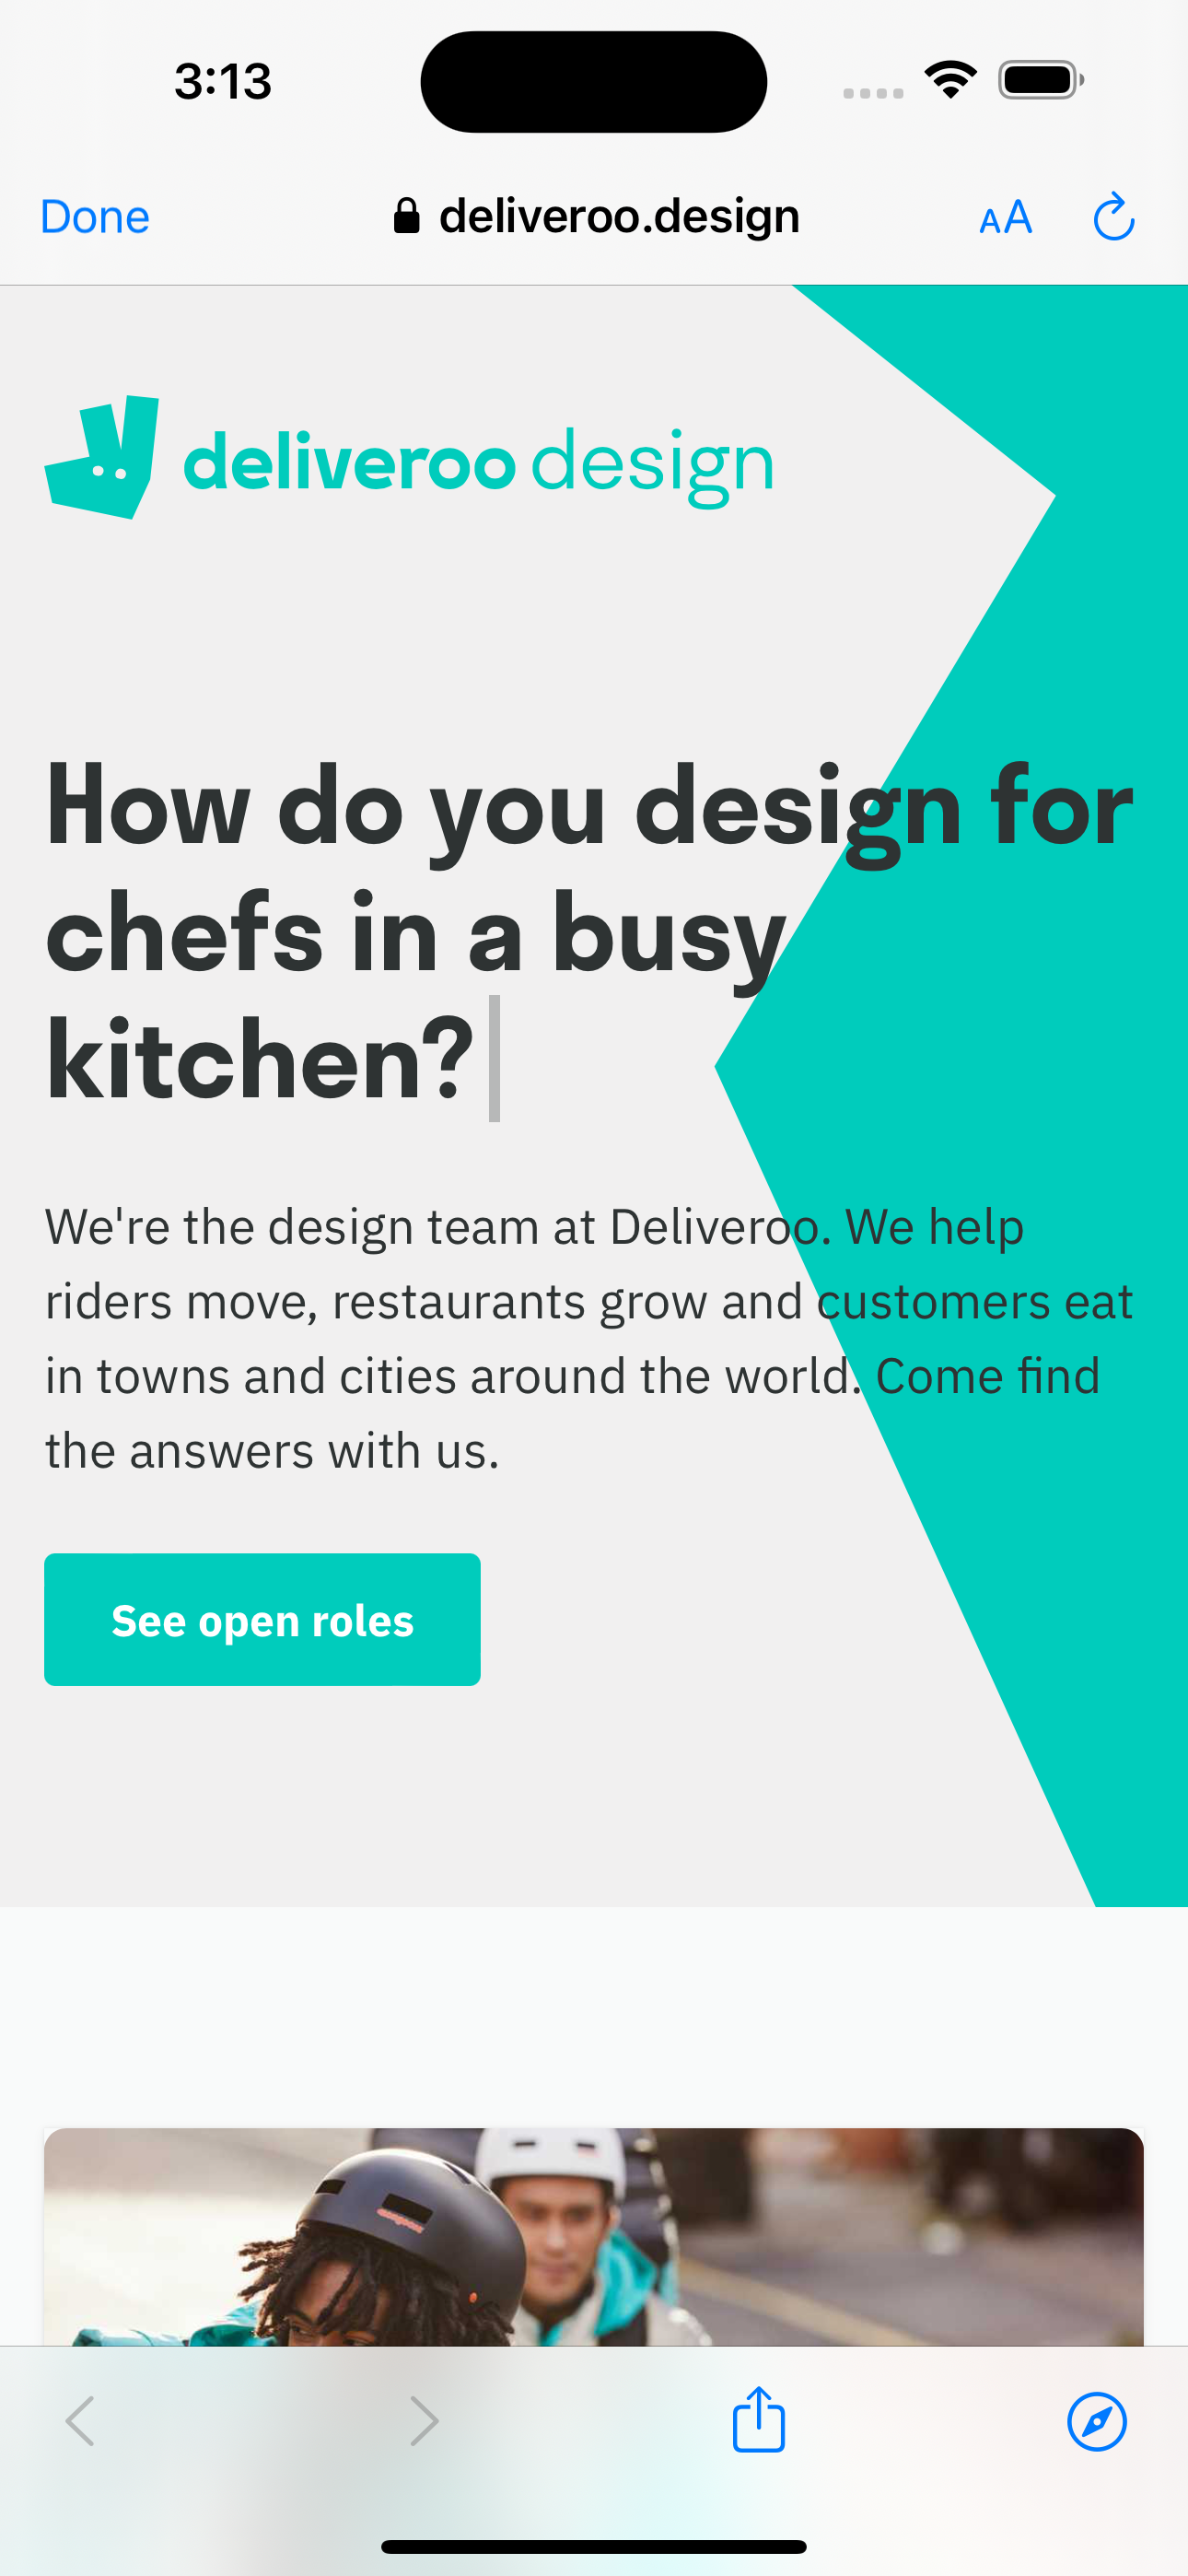 3:13
Done deliveroo.design AA
deliveroo design
How do you design for
chefs in a busy
kitchen?
We're the design team at Deliveroo. We help
riders move, restaurants grow and customers eat
in towns and cities around the world. Come find
the answers with us.
See open roles